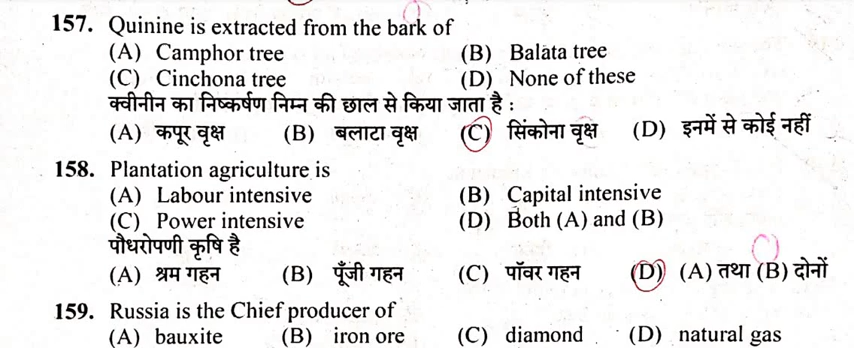 157. Quinine is extracted from the bark of
(A) Camphor tree (B) Balata tree
(C) Cinchona tree (D) None of these
क्वीनीन का निष्कर्षण निम्न की छाल से किया जाता है :
(A) कपूर वृक्ष (B) बलाटा वृक्ष (C) सिंकोना वृक्ष (D) इनमें से कोई नहीं
158. Plantation agriculture is
(A) Labour intensive (B) Capital intensive
(C) Power intensive (D) Both (A) and (B)
पौधरोपणी कृषि है
(A) श्रम गहन (B) पूँजी गहन (C) पॉवर गहन (D) (A) तथा (B) दोनों
159. Russia is the Chief producer of
(A) bauxite (B) iron ore (C) diamond (D) natural gas